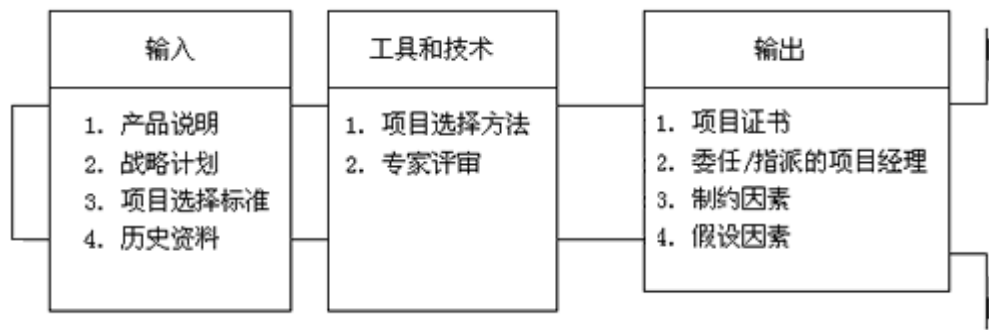 输入
1. 产品说明
2. 战略计划
3. 项目选择标准
4. 历史资料
工具和技术
1. 项目选择方法
2. 专家评审
输出
1. 项目证书
2. 委任/指派的项目经理
3. 制约因素
4. 假设因素